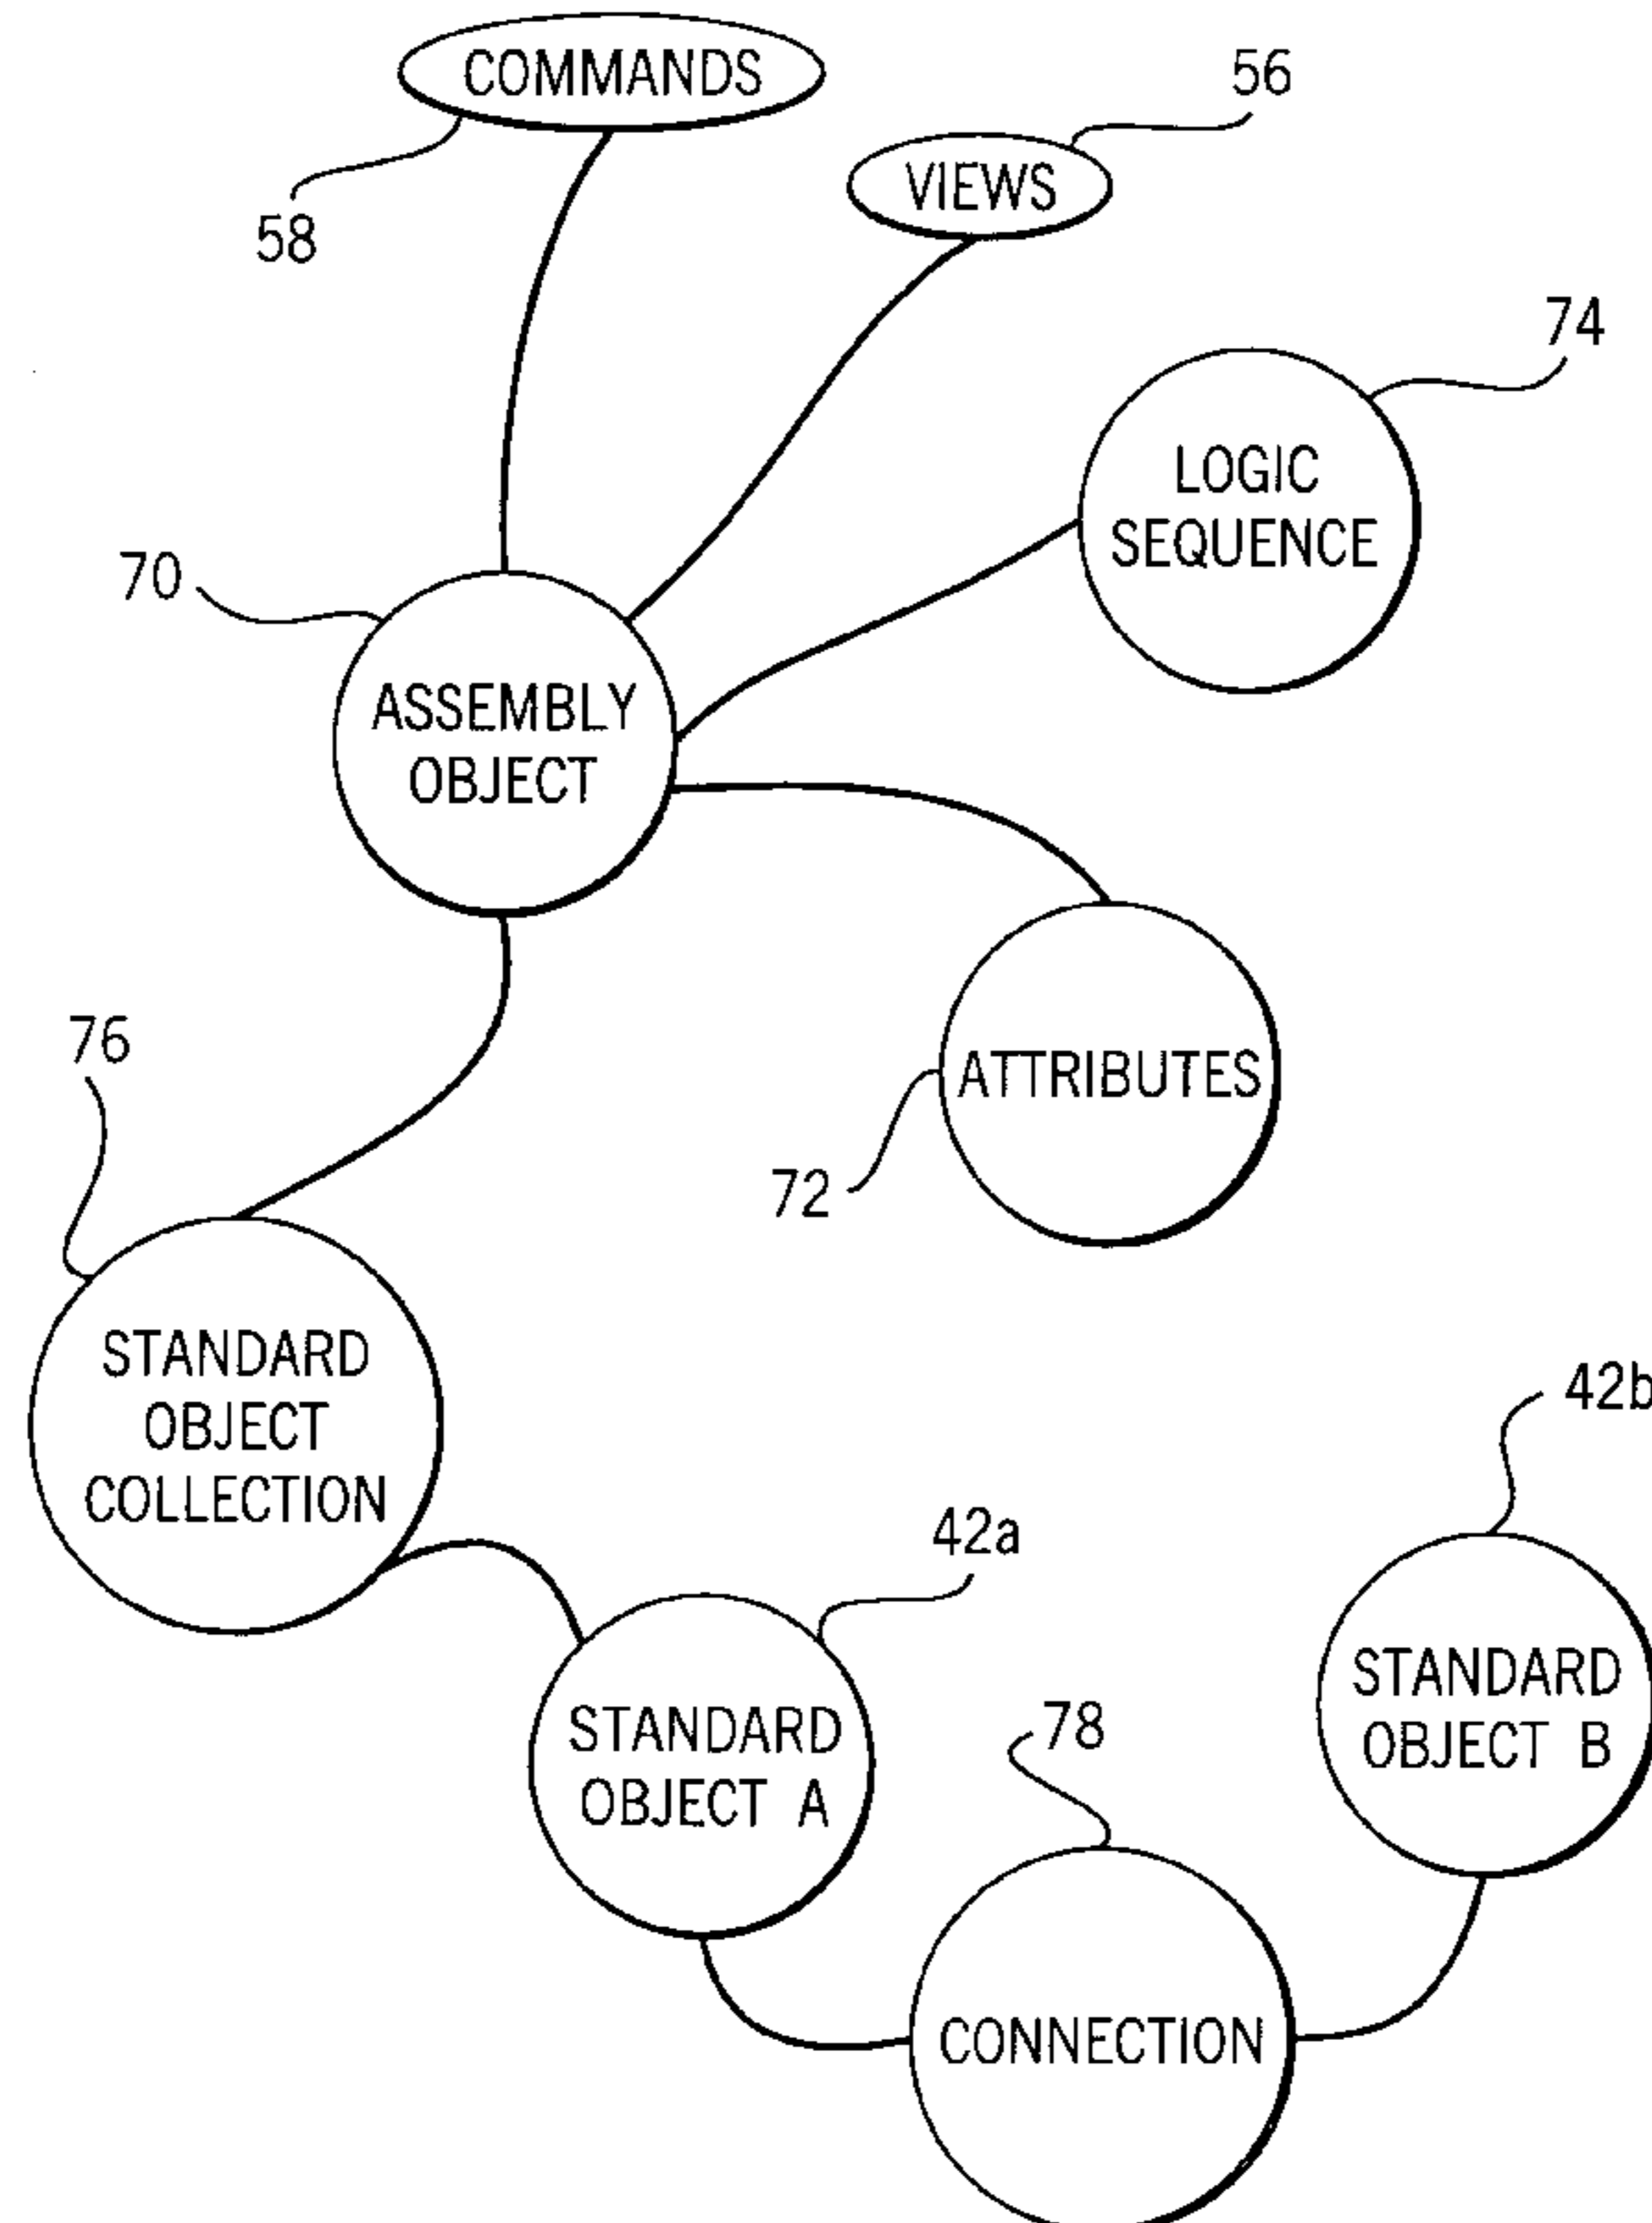 COMMANDS
56
VIEWS
58
74
LOGIC
SEQUENCE
70
ASSEMBLY
OBJECT
76
ATTRIBUTES
72
STANDARD
OBJECT
COLLECTION
42b
42a
STANDARD
OBJECT B
STANDARD
OBJECT A
78
CONNECTION